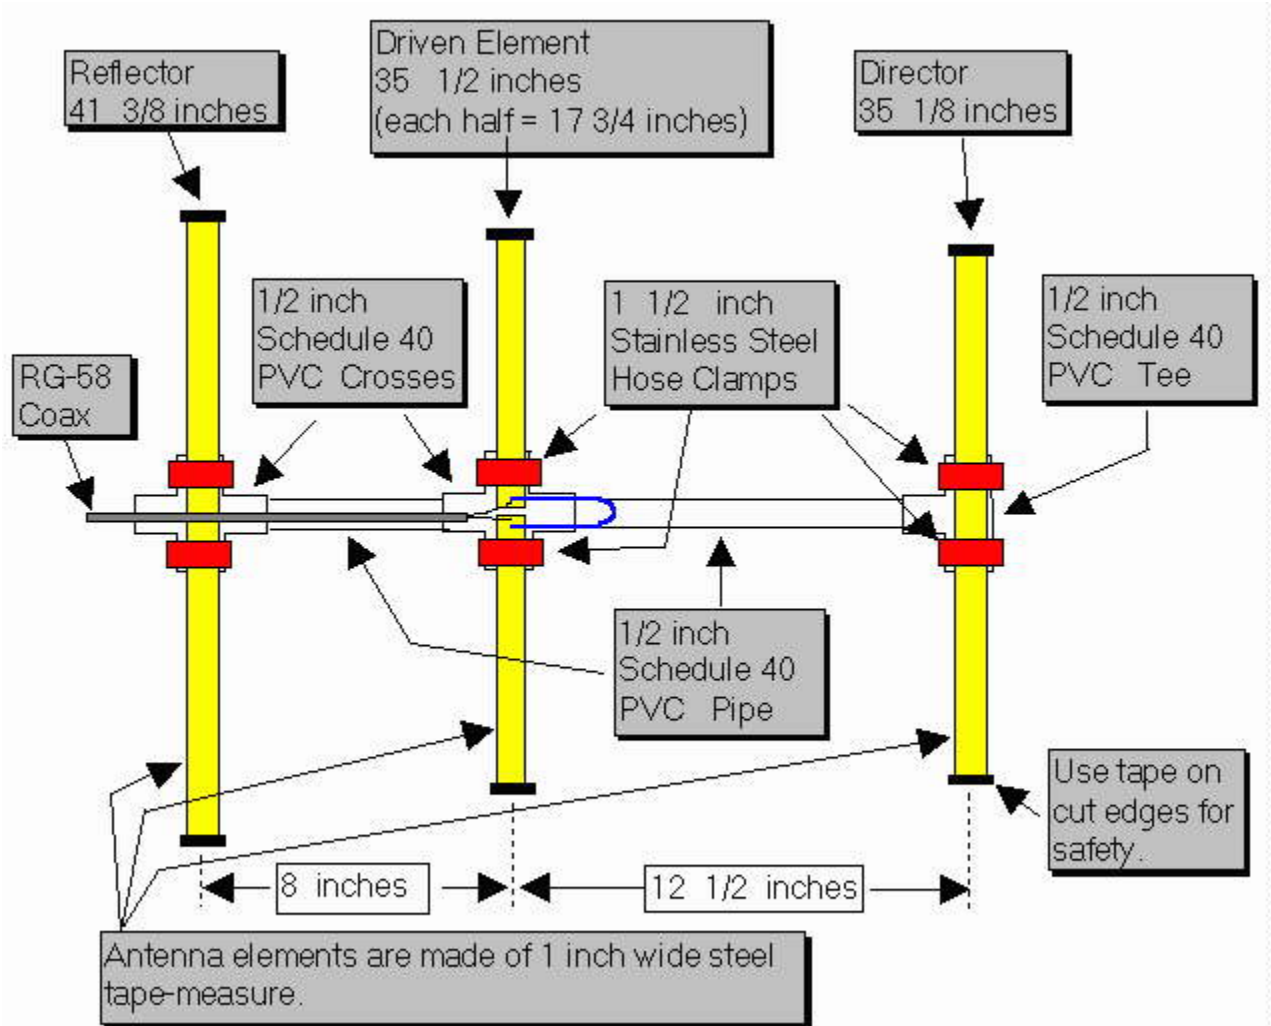 Reflector
41 3/8 inches
Driven Element
35 1/2 inches
(each half = 17 3/4 inches)
Director
35 1/8 inches
RG-58
Coax
1/2 inch
Schedule 40
PVC Crosses
1 1/2 inch
Stainless Steel
Hose Clamps
1/2 inch
Schedule 40
PVC Tee
1/2 inch
Schedule 40
PVC Pipe
Use tape on
cut edges for
safety.
8 inches
12 1/2 inches
Antenna elements are made of 1 inch wide steel
tape-measure.